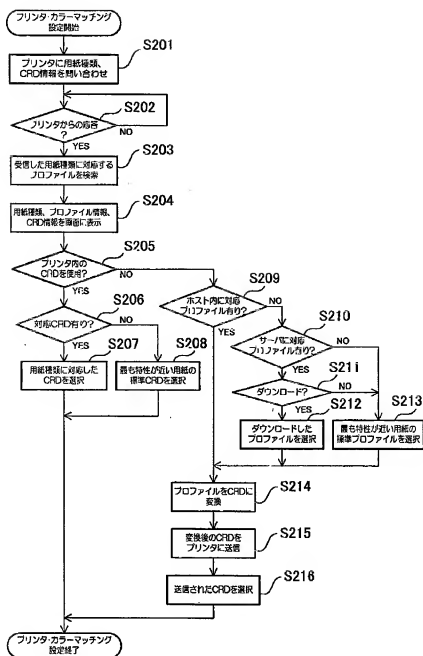 プリンタ・カラーマッチング
設定開始
S201
プリンタに用紙種類、
CRD情報を問い合わせ
S202
プリンタからの応答
?
NO
YES
S203
受信した用紙種類に対応する
プロファイルを検索
S204
用紙種類、プロファイル情報、
CRD情報を画面に表示
S205
プリンタ内の
CRDを使用?
NO
YES
S206
対応CRD有り?
NO
YES
S207
用紙種類に対応した
CRDを選択
S208
最も特性が近い用紙の
標準CRDを選択
S209
ホスト内に対応
プロファイル有り?
NO
YES
S210
サーバに対応
プロファイル有り?
NO
YES
S211
ダウンロード?
NO
YES
S212
ダウンロードした
プロファイルを選択
S213
最も特性が近い用紙の
標準プロファイルを選択
S214
プロファイルをCRDに
変換
S215
変換後のCRDを
プリンタに送信
S216
送信されたCRDを選択
プリンタ・カラーマッチング
設定終了